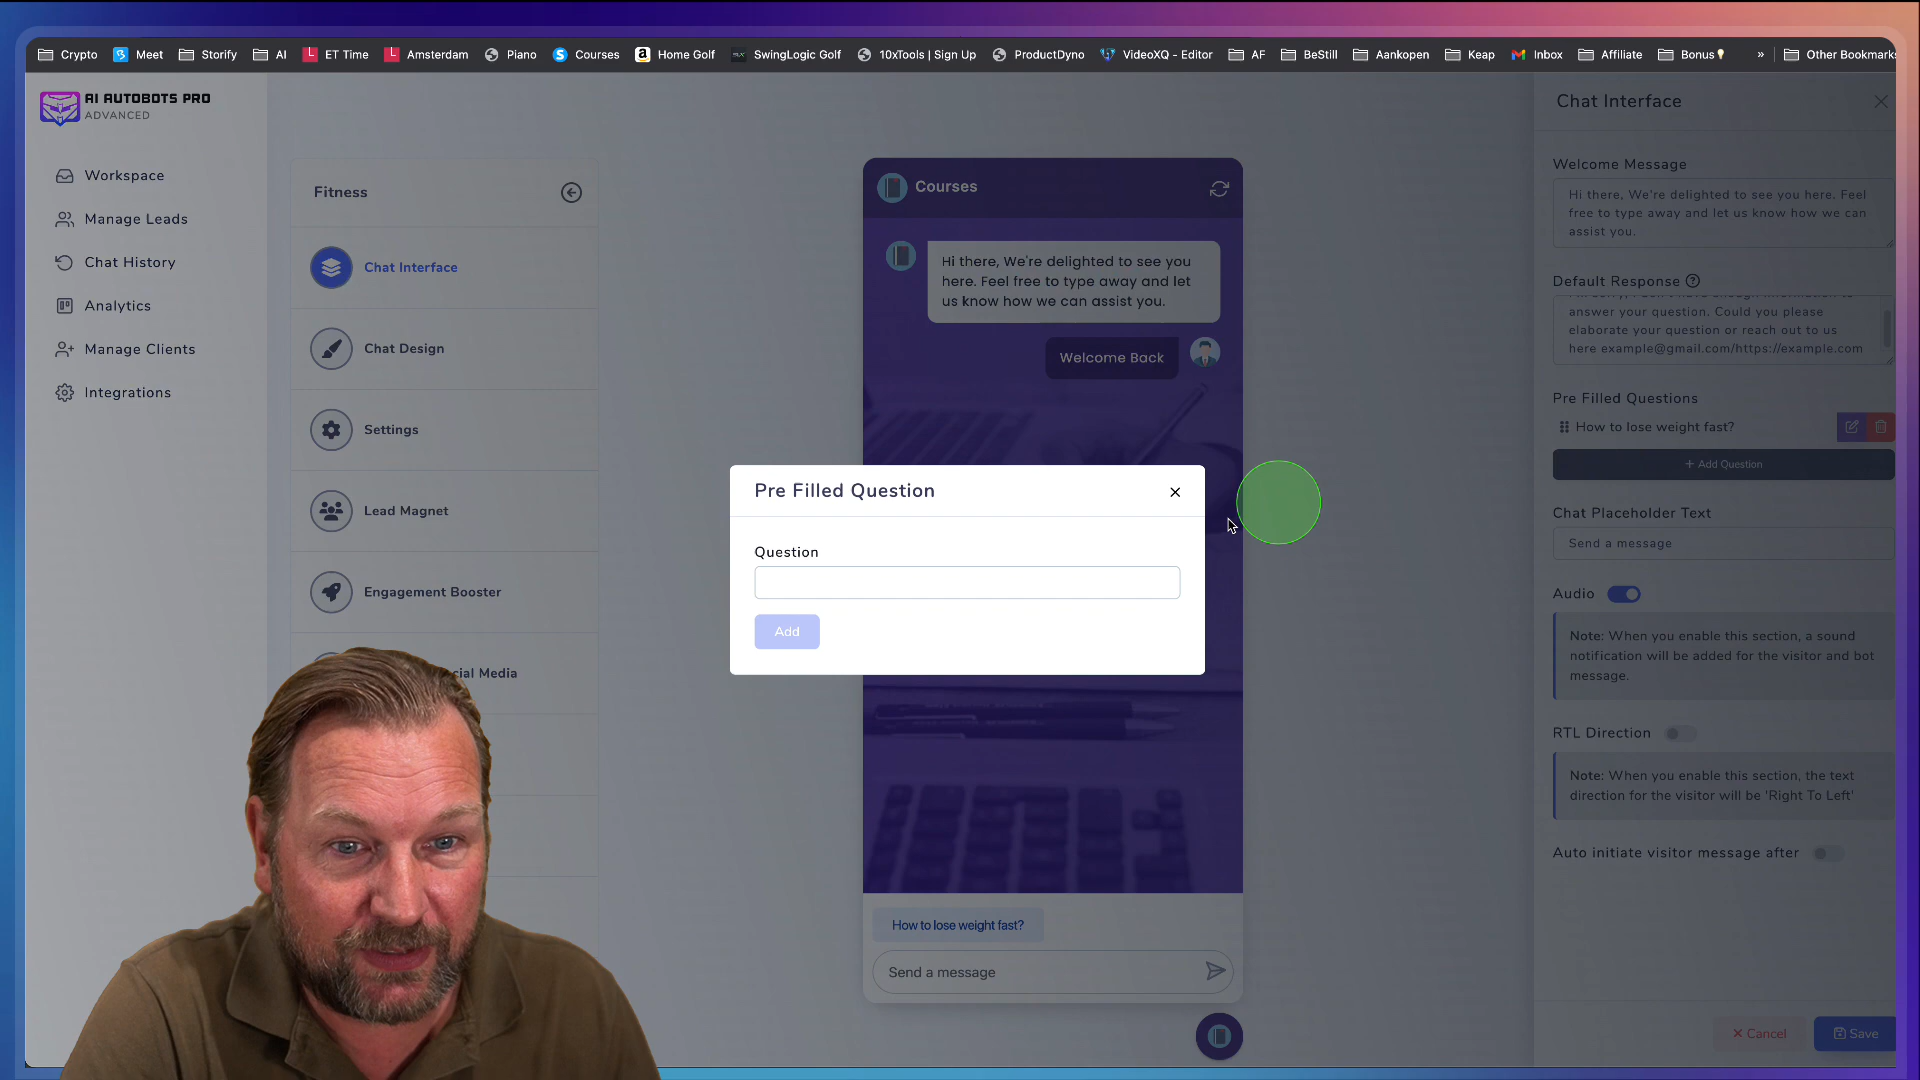 Crypto
Meet
Storify
AI
ET Time
Amsterdam
Piano
Courses
Home Golf
SwingLogic Golf
10xTools | Sign Up
ProductDyno
VideoXQ - Editor
AF
BeStill
Aankopen
Keap
Inbox
Affiliate
Bonus
»
Other Bookmarks
AI AUTOBOTS PRO
ADVANCED
Workspace
Manage Leads
Chat History
Analytics
Manage Clients
Integrations
Fitness
Chat Interface
Chat Design
Settings
Lead Magnet
Engagement Booster
cial Media
Courses
Hi there, We're delighted to see you
here. Feel free to type away and let
us know how we can assist you.
Welcome Back
Pre Filled Question
Question
Add
How to lose weight fast?
Send a message
Chat Interface
Welcome Message
Hi there, We're delighted to see you here. Feel
free to type away and let us know how we can
assist you.
Default Response
answer your question. Could you please
elaborate your question or reach out to us
here example@gmail.com/https://example.com
Pre Filled Questions
How to lose weight fast?
+ Add Question
Chat Placeholder Text
Send a message
Audio
Note: When you enable this section, a sound
notification will be added for the visitor and bot
message.
RTL Direction
Note: When you enable this section, the text
direction for the visitor will be 'Right To Left'
Auto initiate visitor message after
Cancel
Save